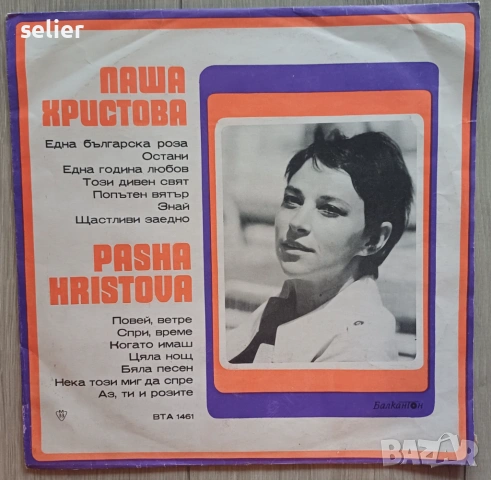 selier
ПАША
ХРИСТОВА
Една българска роза
Остани
Една година любов
Този дивен свят
Попътен вятър
Знай
Щастливи заедно
PASHA
HRISTOVA
Повей, ветре
Спри, време
Когато имаш
Цяла нощ
Бяла песен
Нека този миг да спре
Аз, ти и розите
ВТА 1461
Балкантон
BAZAR